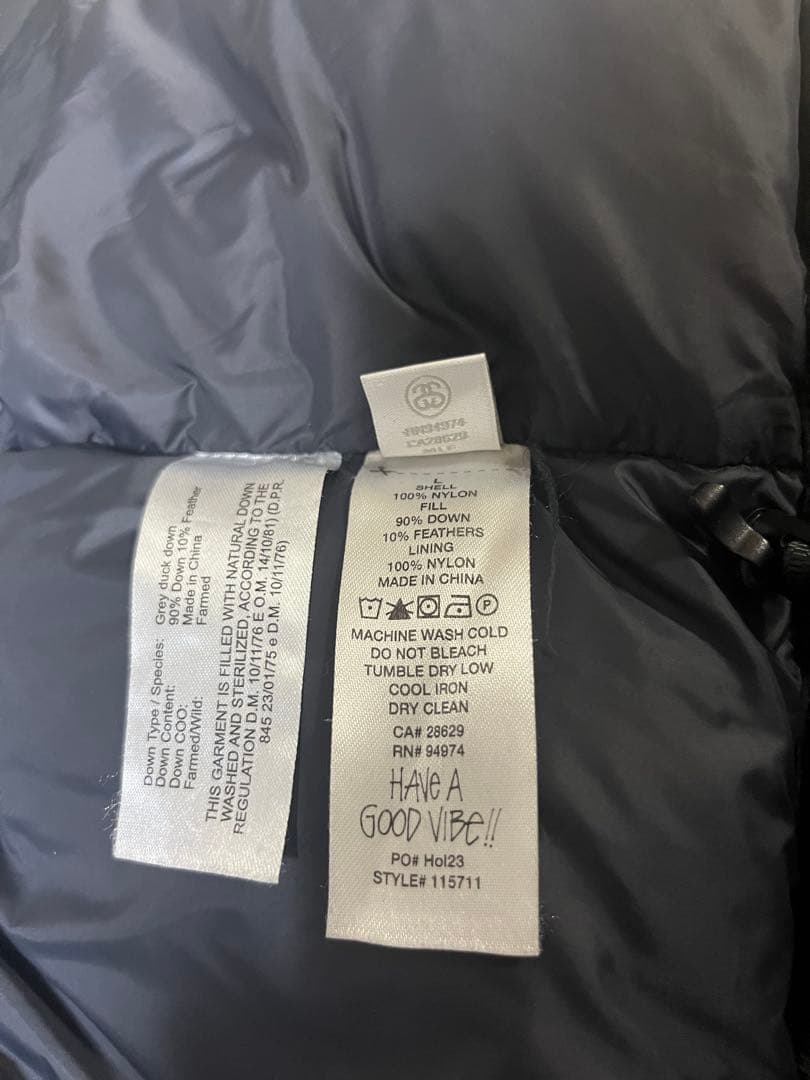 RN94974
CA28629
MLF
L
SHELL
100% NYLON
FILL
90% DOWN
10% FEATHERS
LINING
100% NYLON
MADE IN CHINA
MACHINE WASH COLD
DO NOT BLEACH
TUMBLE DRY LOW
COOL IRON
DRY CLEAN
CA# 28629
RN# 94974
HAVE A
GOOD VIBE!!
PO# Hol23
STYLE# 115711
Down Type / Species: Grey duck down
Down Content: 90% Down 10% Feather
Down COO: Made in China
Farmed/Wild: Farmed
THIS GARMENT IS FILLED WITH NATURAL DOWN
WASHED AND STERILIZED, ACCORDING TO THE
REGULATION D.M. 10/11/76 E O.M. 14/10/81) (D.P.R.
845 23/01/75 e D.M. 10/11/76)